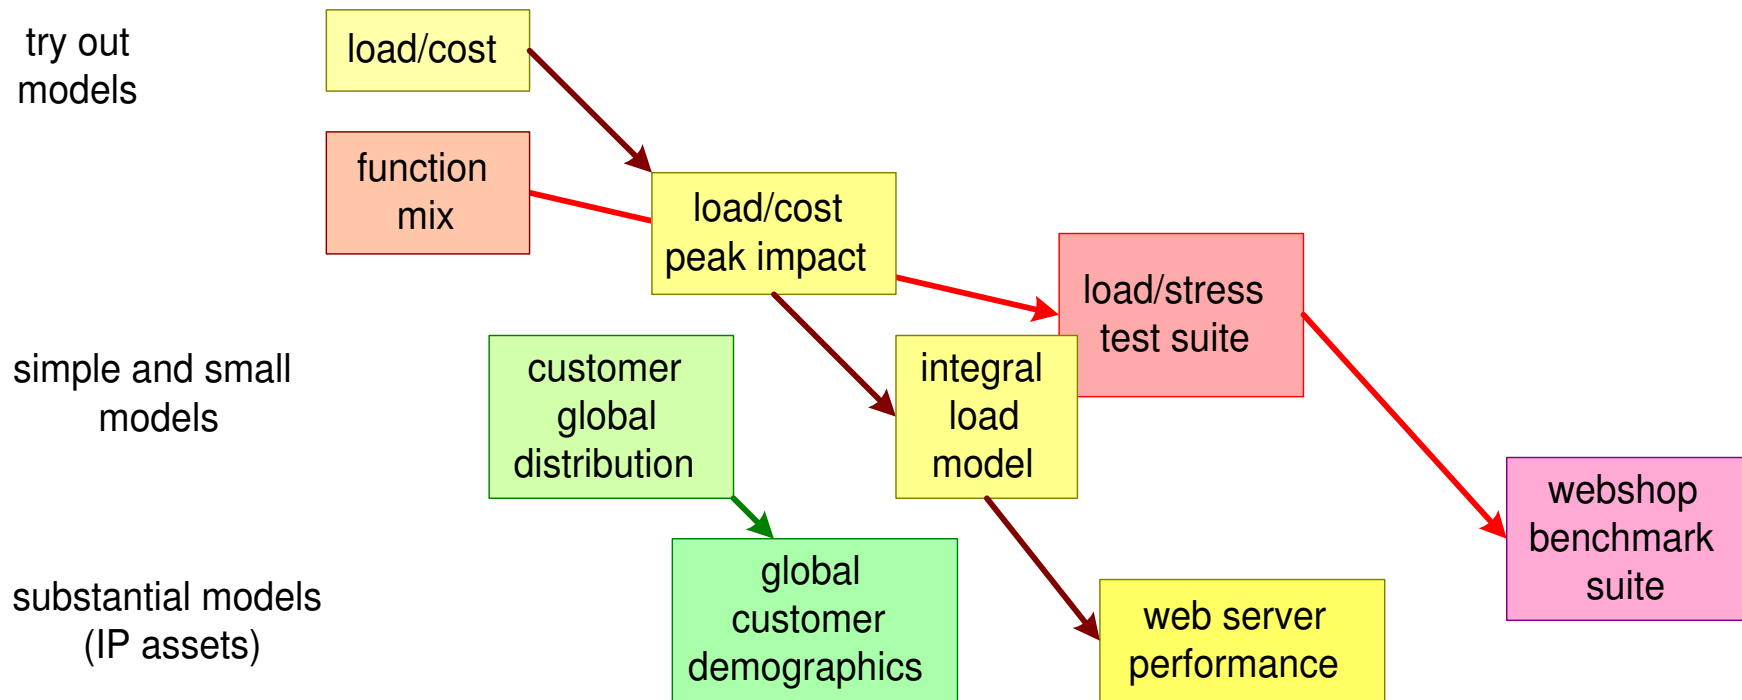 try out
models
load/cost
function
mix
load/cost
peak impact
load/stress
test suite
simple and small
models
customer
global
distribution
integral
load
model
webshop
benchmark
suite
substantial models
(IP assets)
global
customer
demographics
web server
performance